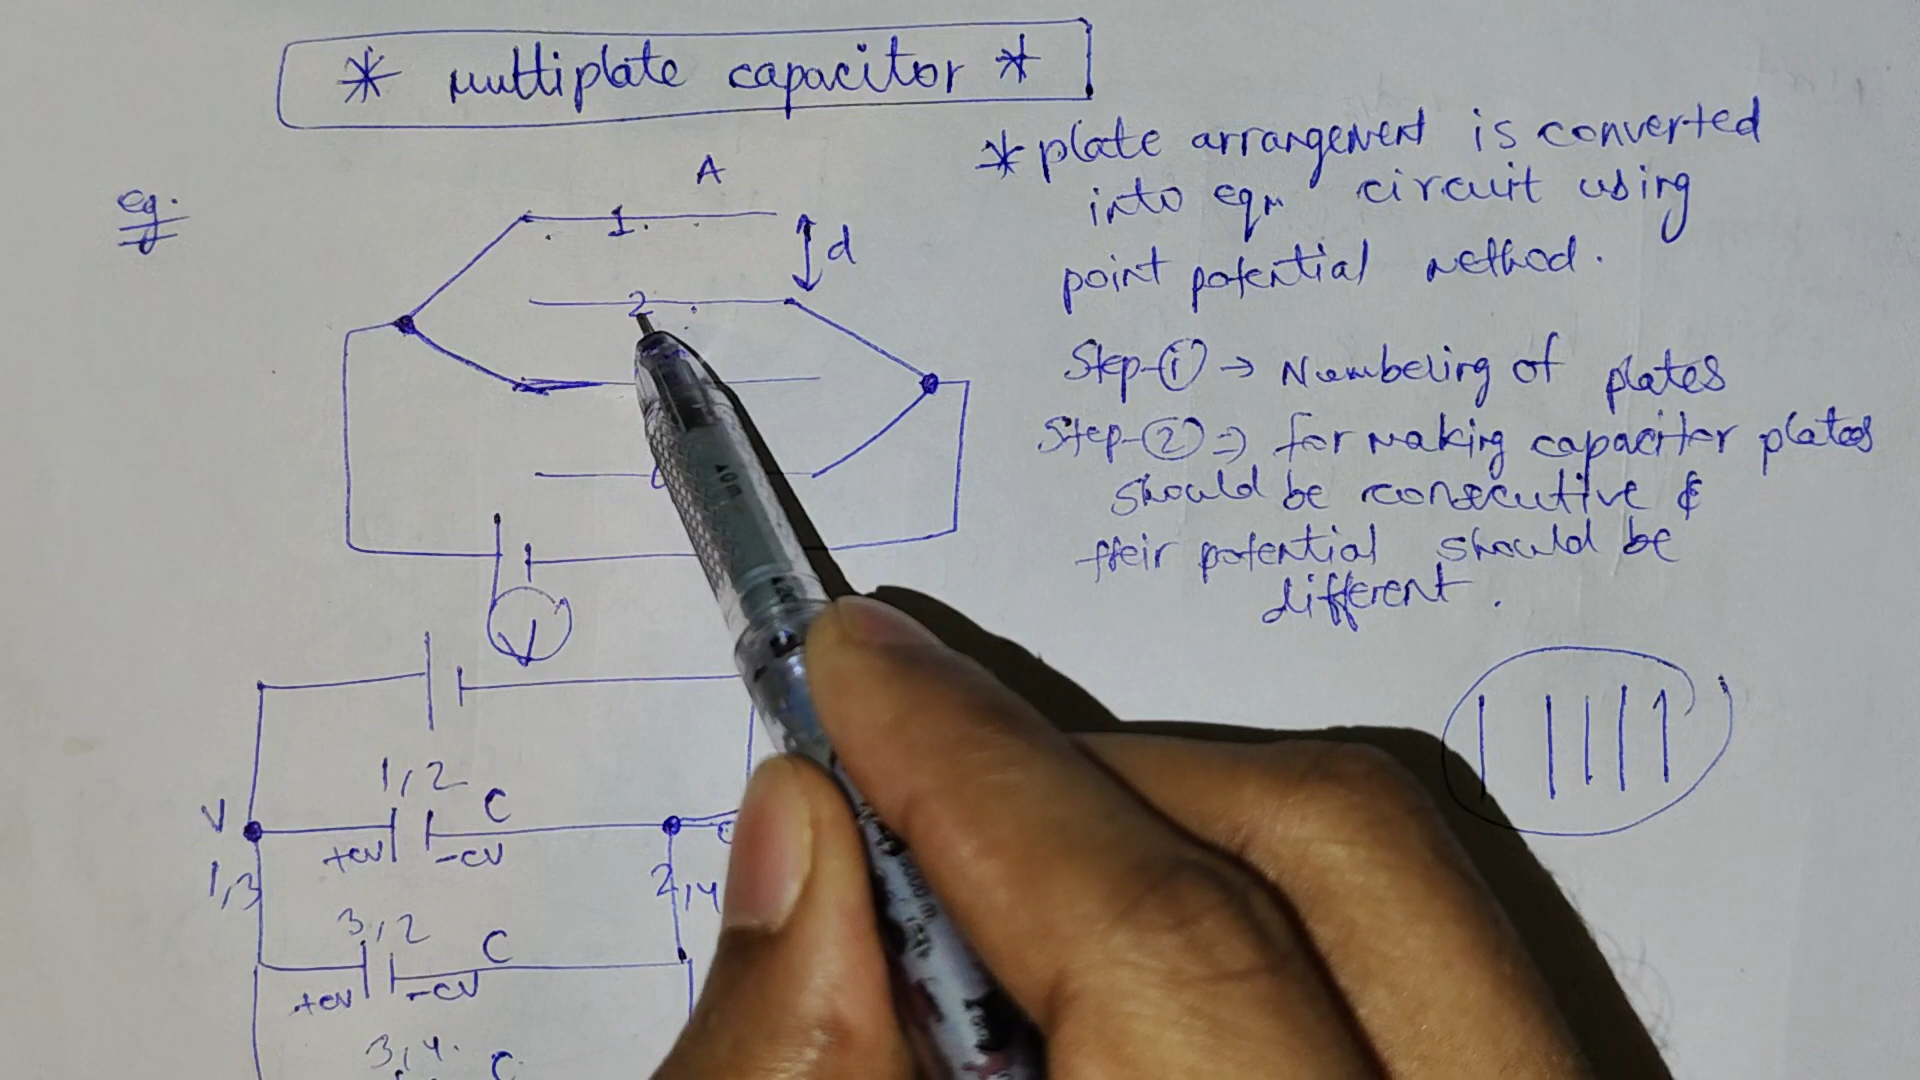 * Multiplate capacitor *
* plate arrangement is converted
into eqn circuit using
point potential method.
Step-① → Numbering of plates
Step-② ⇒ for making capacitor plates
should be consecutive &
their potential should be
different.
eg.
A
1
d
2
V
1,2
V
C
+cv
-cv
1,3
2,4
3,2
C
+cv
-cv
3,4.
C